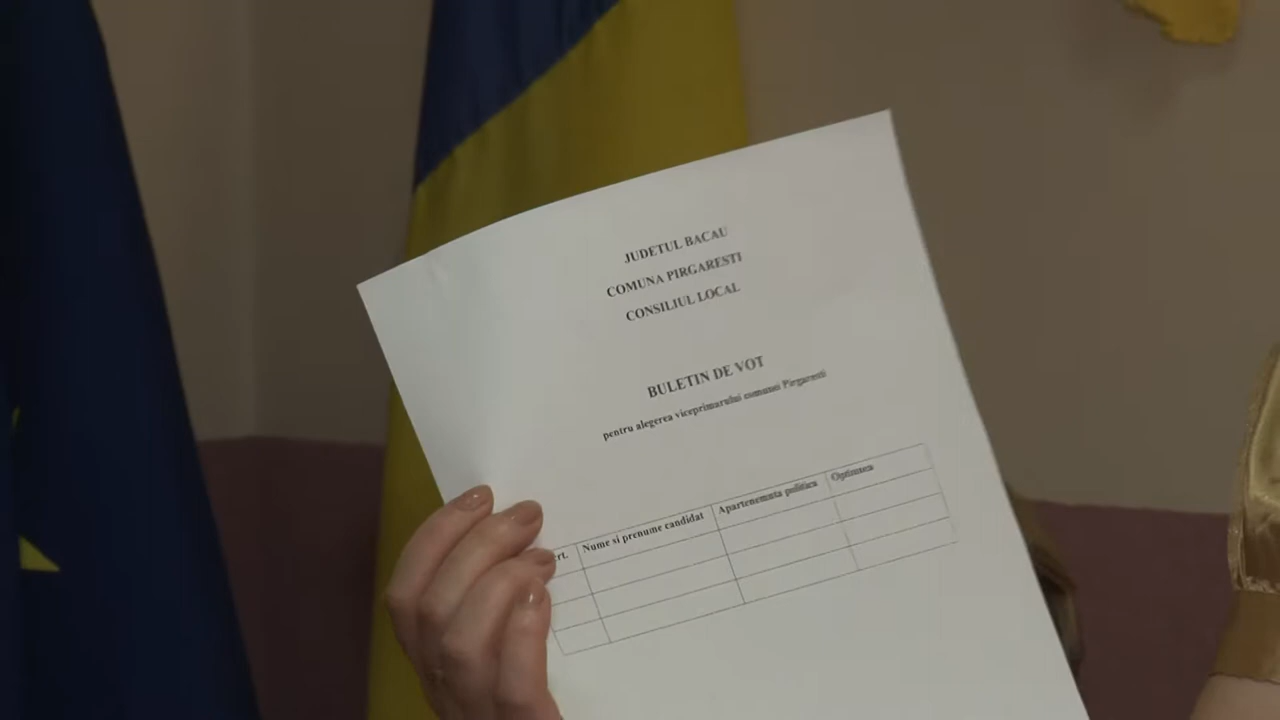 JUDETUL BACAU
COMUNA PIRGARESTI
CONSILIUL LOCAL
BULETIN DE VOT
pentru alegerea viceprimarului comunei Pirgaresti
ert. Nume si prenume candidat Apartenenta politica Optiunea